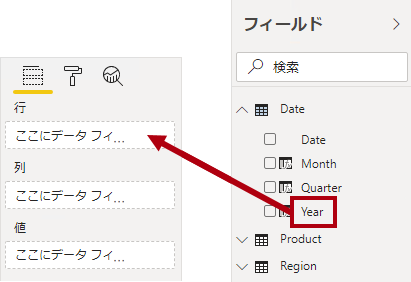 行
ここにデータ フィ...
列
ここにデータ フィ...
値
ここにデータ フィ...
フィールド
検索
Date
Date
Month
Quarter
Year
Product
Region